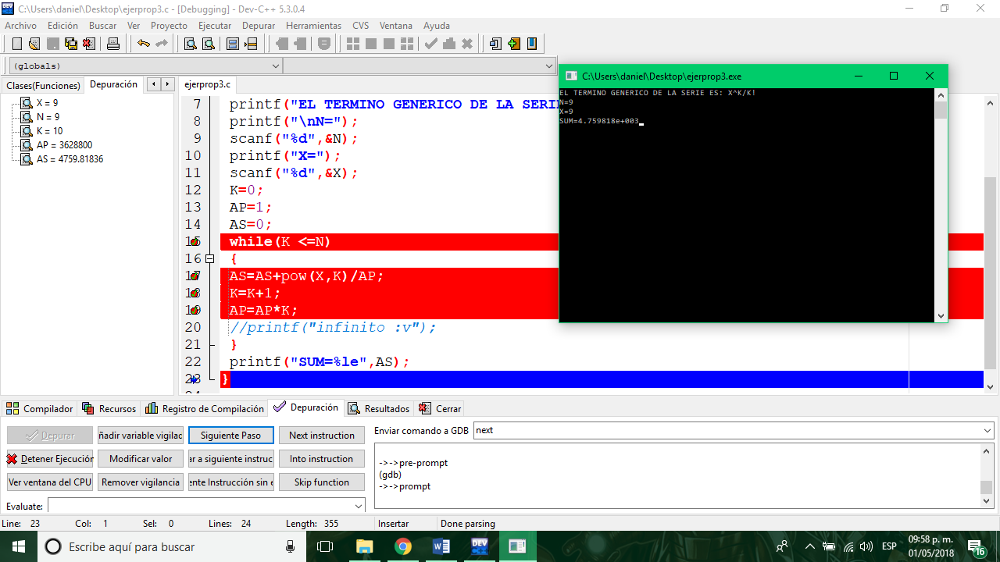 C:\Users\daniel\Desktop\ejerprop3.c - [Debugging] - Dev-C++ 5.3.0.4
Archivo Edición Buscar Ver Proyecto Ejecutar Depurar Herramientas CVS Ventana Ayuda
(globals)
Clases(Funciones) Depuración
ejerprop3.c
X = 9
N = 9
K = 10
AP = 3628800
AS = 4759.81836
7 printf("EL TERMINO GENERICO DE LA SERIE
8 printf("\nN=");
9 scanf("%d",&N);
10 printf("X=");
11 scanf("%d",&X);
12 K=0;
13 AP=1;
14 AS=0;
15 while(K <=N)
16 {
17 AS=AS+pow(X,K)/AP;
18 K=K+1;
19 AP=AP*K;
20 //printf("infinito :v");
21 }
22 printf("SUM=%le",AS);
23 }
C:\Users\daniel\Desktop\ejerprop3.exe
EL TERMINO GENERICO DE LA SERIE ES: X^K/K!
N=9
X=9
SUM=4.759818e+003
Compilador Recursos Registro de Compilación Depuración Resultados Cerrar
Depurar ñadir variable vigilad Siguiente Paso Next instruction
Detener Ejecución Modificar valor ar a siguiente instruc Into instruction
Ver ventana del CPU Remover vigilancia ente Instrucción sin e Skip function
Evaluate:
Enviar comando a GDB next
->->pre-prompt
(gdb)
->->prompt
Line: 23 Col: 1 Sel: 0 Lines: 24 Length: 355 Insertar Done parsing
Escribe aquí para buscar
ESP
09:58 p. m.
01/05/2018
16